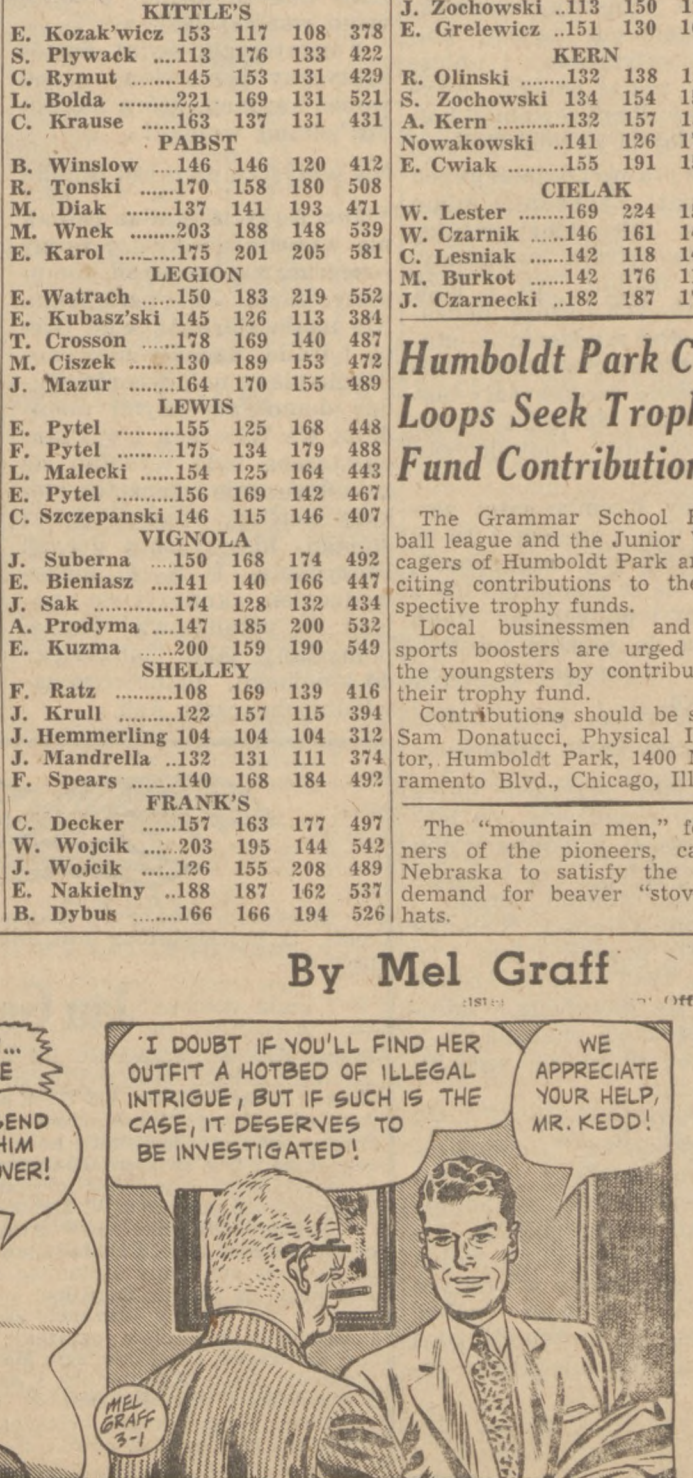 KITTLE'S
E. Kozak'wicz 153 117 108 378
S. Plywack ....113 176 133 422
C. Rymut ......145 153 131 429
L. Bolda ..........221 169 131 521
C. Krause ......163 137 131 431
PABST
B. Winslow ....146 146 120 412
R. Tonski ......170 158 180 508
M. Diak ........137 141 193 471
M. Wnek ........203 188 148 539
E. Karol ..........175 201 205 581
LEGION
E. Watrach ......150 183 219 552
E. Kubasz'ski 145 126 113 384
T. Crosson ......178 169 140 487
M. Ciszek ........130 189 153 472
J. Mazur ........164 170 155 489
LEWIS
E. Pytel ..........155 125 168 448
F. Pytel ..........175 134 179 488
L. Malecki ......154 125 164 443
E. Pytel ..........156 169 142 467
C. Szczepanski 146 115 146 407
VIGNOLA
J. Suberna ....150 168 174 492
E. Bieniasz ....141 140 166 447
J. Sak .............174 128 132 434
A. Prodyma ....147 185 200 532
E. Kuzma ......200 159 190 549
SHELLEY
F. Ratz ..........108 169 139 416
J. Krull ..........122 157 115 394
J. Hemmerling 104 104 104 312
J. Mandrella ..132 131 111 374
F. Spears ........140 168 184 492
FRANK'S
C. Decker ......157 163 177 497
W. Wojcik ......203 195 144 542
J. Wojcik ......126 155 208 489
E. Nakielny ..188 187 162 537
B. Dybus ........166 166 194 526
J. Zochowski ..113 150
E. Grelewicz ..151 130
KERN
R. Olinski ........132 138
S. Zochowski 134 154
A. Kern ............132 157
Nowakowski ..141 126
E. Cwiak ..........155 191
CIELAK
W. Lester ........169 224
W. Czarnik ......146 161
C. Lesniak ......142 118
M. Burkot ......142 176
J. Czarnecki ..182 187
Humboldt Park C
Loops Seek Troph
Fund Contribution
The Grammar School
ball league and the Junior
cagers of Humboldt Park a
citing contributions to the
spective trophy funds.
Local businessmen and
sports boosters are urged
the youngsters by contribu
their trophy fund.
Contributions should be s
Sam Donatucci, Physical
tor, Humboldt Park, 1400
ramento Blvd., Chicago, Ill
The "mountain men," f
ners of the pioneers, ca
Nebraska to satisfy the
demand for beaver "stov
hats.
By Mel Graff
...
E
END
HIM
VER!
I DOUBT IF YOU'LL FIND HER
OUTFIT A HOTBED OF ILLEGAL
INTRIGUE, BUT IF SUCH IS THE
CASE, IT DESERVES TO
BE INVESTIGATED!
WE
APPRECIATE
YOUR HELP,
MR. KEDD!
MEL
GRAFF
3-1